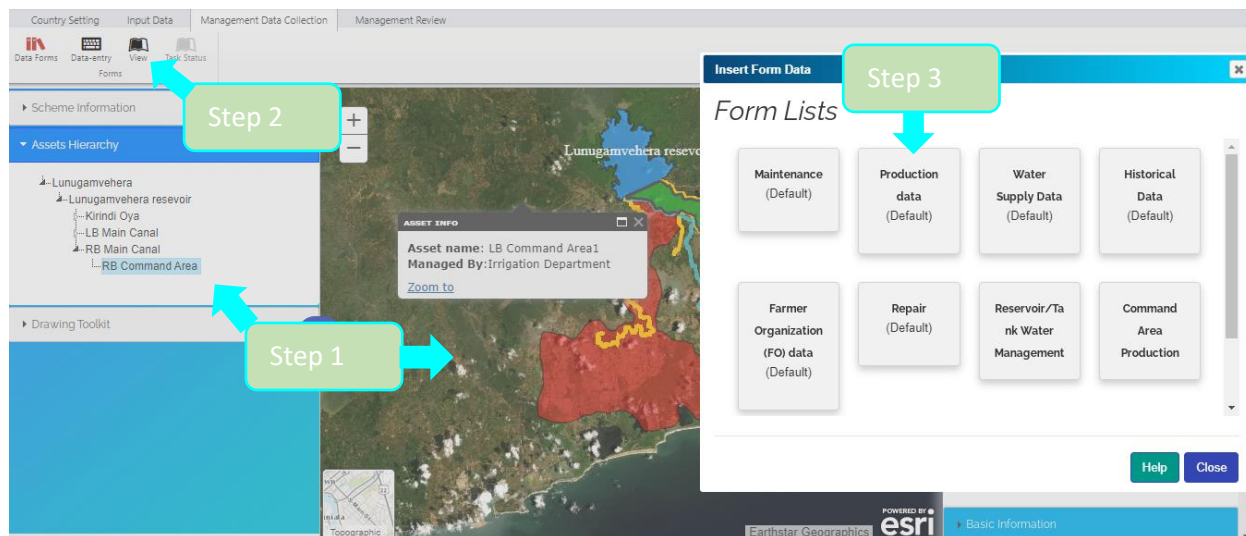 Country Setting
Input Data
Management Data Collection
Management Review
Data Forms
Data-entry
View
Task Status
Forms
Scheme Information
Step 2
Assets Hierarchy
Lunugamvehera
Lunugamvehera resevoir
Kirindi Oya
LB Main Canal
RB Main Canal
RB Command Area
Drawing Toolkit
Step 1
+
−
Lunugamvehera resevo
ASSET INFO
Asset name: LB Command Area1
Managed By:Irrigation Department
Zoom to
Topographic
Earthstar Geographics
POWERED BY
esri
Insert Form Data
Step 3
Form Lists
Maintenance
(Default)
Production
data
(Default)
Water
Supply Data
(Default)
Historical
Data
(Default)
Farmer
Organization
(FO) data
(Default)
Repair
(Default)
Reservoir/Ta
nk Water
Management
Command
Area
Production
Help
Close
Basic Information